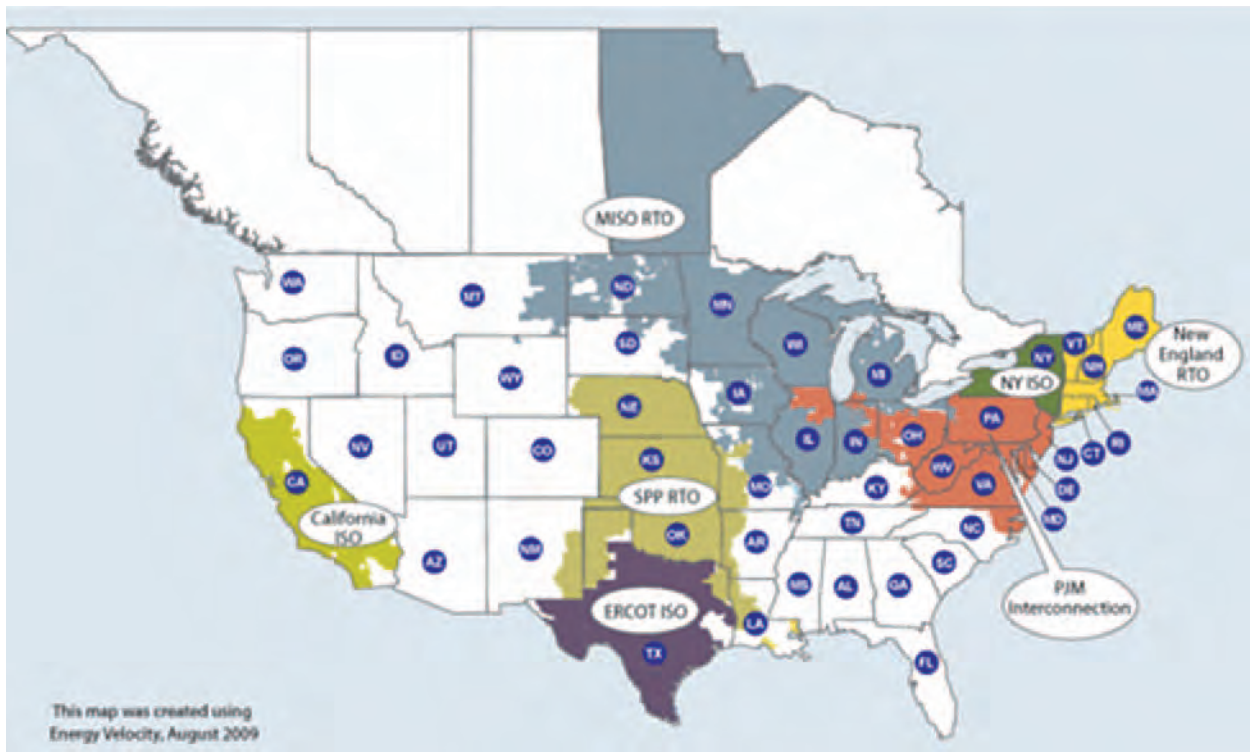 MISO RTO
WA
MT
ND
MN
OR
ID
SD
WI
WY
MI
NY
VT
NH
ME
New
England
RTO
NY ISO
MA
NE
IA
PA
NV
UT
CO
KS
IL
IN
OH
WV
VA
NJ
CT
RI
CA
MO
KY
DE
MD
California
ISO
SPP RTO
AZ
NM
OK
AR
TN
NC
SC
MS
AL
GA
PJM
Interconnection
ERCOT ISO
LA
TX
FL
This map was created using
Energy Velocity, August 2009